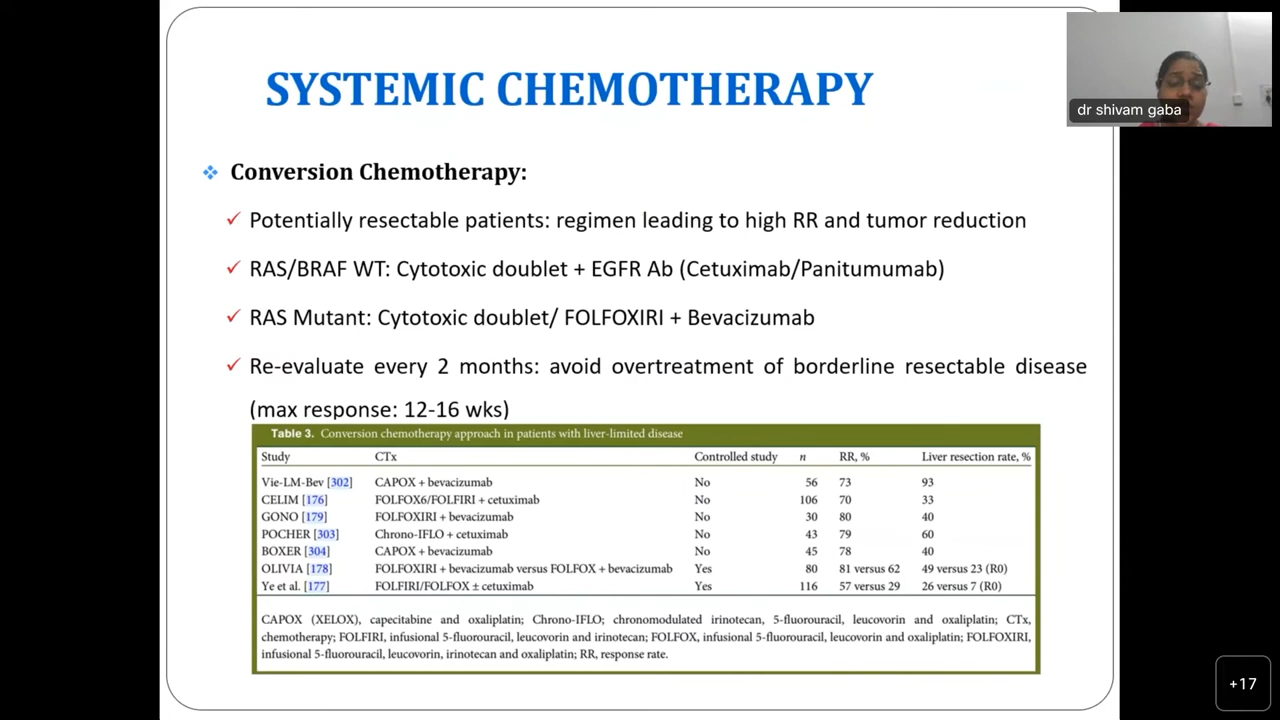 SYSTEMIC CHEMOTHERAPY
dr shivam gaba
Conversion Chemotherapy:
Potentially resectable patients: regimen leading to high RR and tumor reduction
RAS/BRAF WT: Cytotoxic doublet + EGFR Ab (Cetuximab/Panitumumab)
RAS Mutant: Cytotoxic doublet/ FOLFOXIRI + Bevacizumab
Re-evaluate every 2 months: avoid overtreatment of borderline resectable disease
(max response: 12-16 wks)
Table 3. Conversion chemotherapy approach in patients with liver-limited disease
Study CTx Controlled study n RR, % Liver resection rate, %
Vie-LM-Bev [302] CAPOX + bevacizumab No 56 73 93
CELIM [176] FOLFOX6/FOLFIRI + cetuximab No 106 70 33
GONO [179] FOLFOXIRI + bevacizumab No 30 80 40
POCHER [303] Chrono-IFLO + cetuximab No 43 79 60
BOXER [304] CAPOX + bevacizumab No 45 78 40
OLIVIA [178] FOLFOXIRI + bevacizumab versus FOLFOX + bevacizumab Yes 80 81 versus 62 49 versus 23 (R0)
Ye et al. [177] FOLFIRI/FOLFOX ± cetuximab Yes 116 57 versus 29 26 versus 7 (R0)
CAPOX (XELOX), capecitabine and oxaliplatin; Chrono-IFLO; chronomodulated irinotecan, 5-fluorouracil, leucovorin and oxaliplatin; CTx,
chemotherapy; FOLFIRI, infusional 5-fluorouracil, leucovorin and irinotecan; FOLFOX, infusional 5-fluorouracil, leucovorin and oxaliplatin; FOLFOXIRI,
infusional 5-fluorouracil, leucovorin, irinotecan and oxaliplatin; RR, response rate.
+17